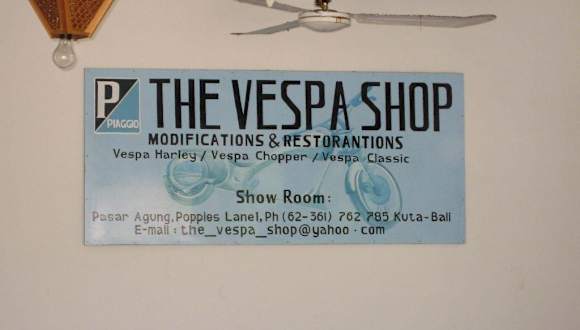 P
PIAGGIO
THE VESPA SHOP
MODIFICATIONS & RESTORANTIONS
Vespa Harley / Vespa Chopper / Vespa Classic
Show Room :
Pasar Agung, Poppies Lane1, Ph (62-361) 762 785 Kuta-Bali
E-mail : the_vespa_shop@yahoo.com